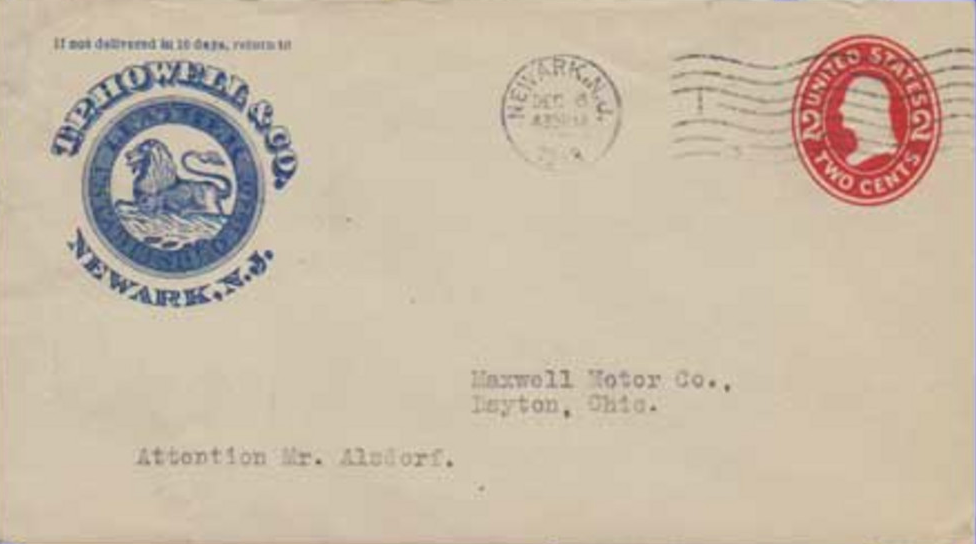 If not delivered in 10 days, return to
T.P. HOWELL & CO.
NEWARK, N.J.
NEWARK, N.J.
DEC 6
UNITED STATES
2 2
TWO CENTS
Maxwell Motor Co.,
Dayton, Ohio.
Attention Mr. Alsdorf.